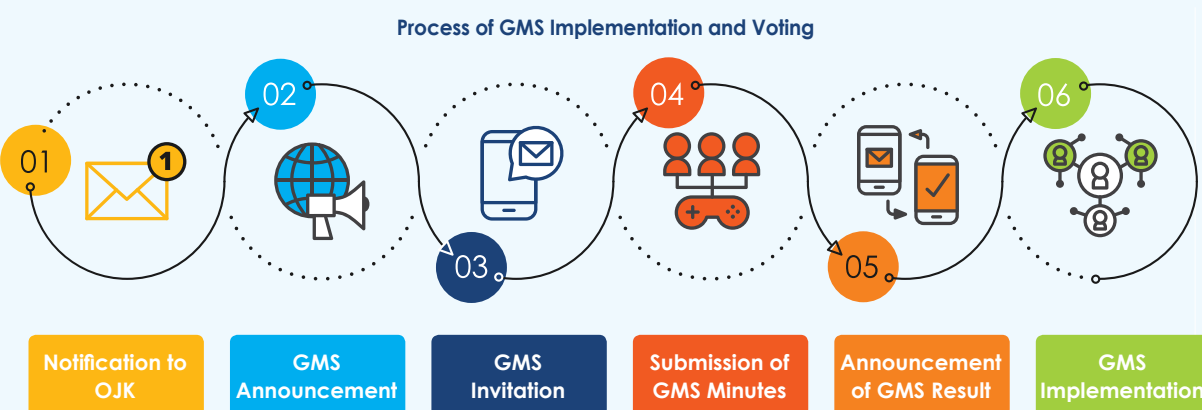 Process of GMS Implementation and Voting
01
02
03
04
05
06
1
Notification to
OJK
GMS
Announcement
GMS
Invitation
Submission of
GMS Minutes
Announcement
of GMS Result
GMS
Implementation